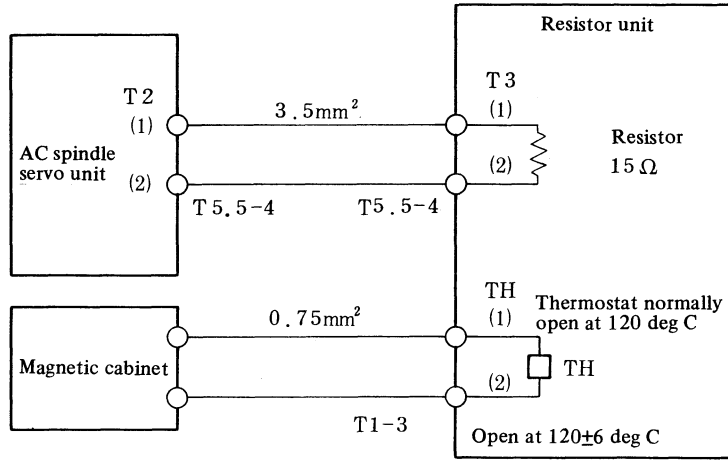 Resistor unit
T2
3.5mm²
T3
(1)
(1)
AC spindle
servo unit
(2)
(2)
Resistor
15Ω
T5.5-4
T5.5-4
0.75mm²
TH
(1)
Thermostat normally
open at 120 deg C
Magnetic cabinet
(2)
TH
T1-3
Open at 120±6 deg C